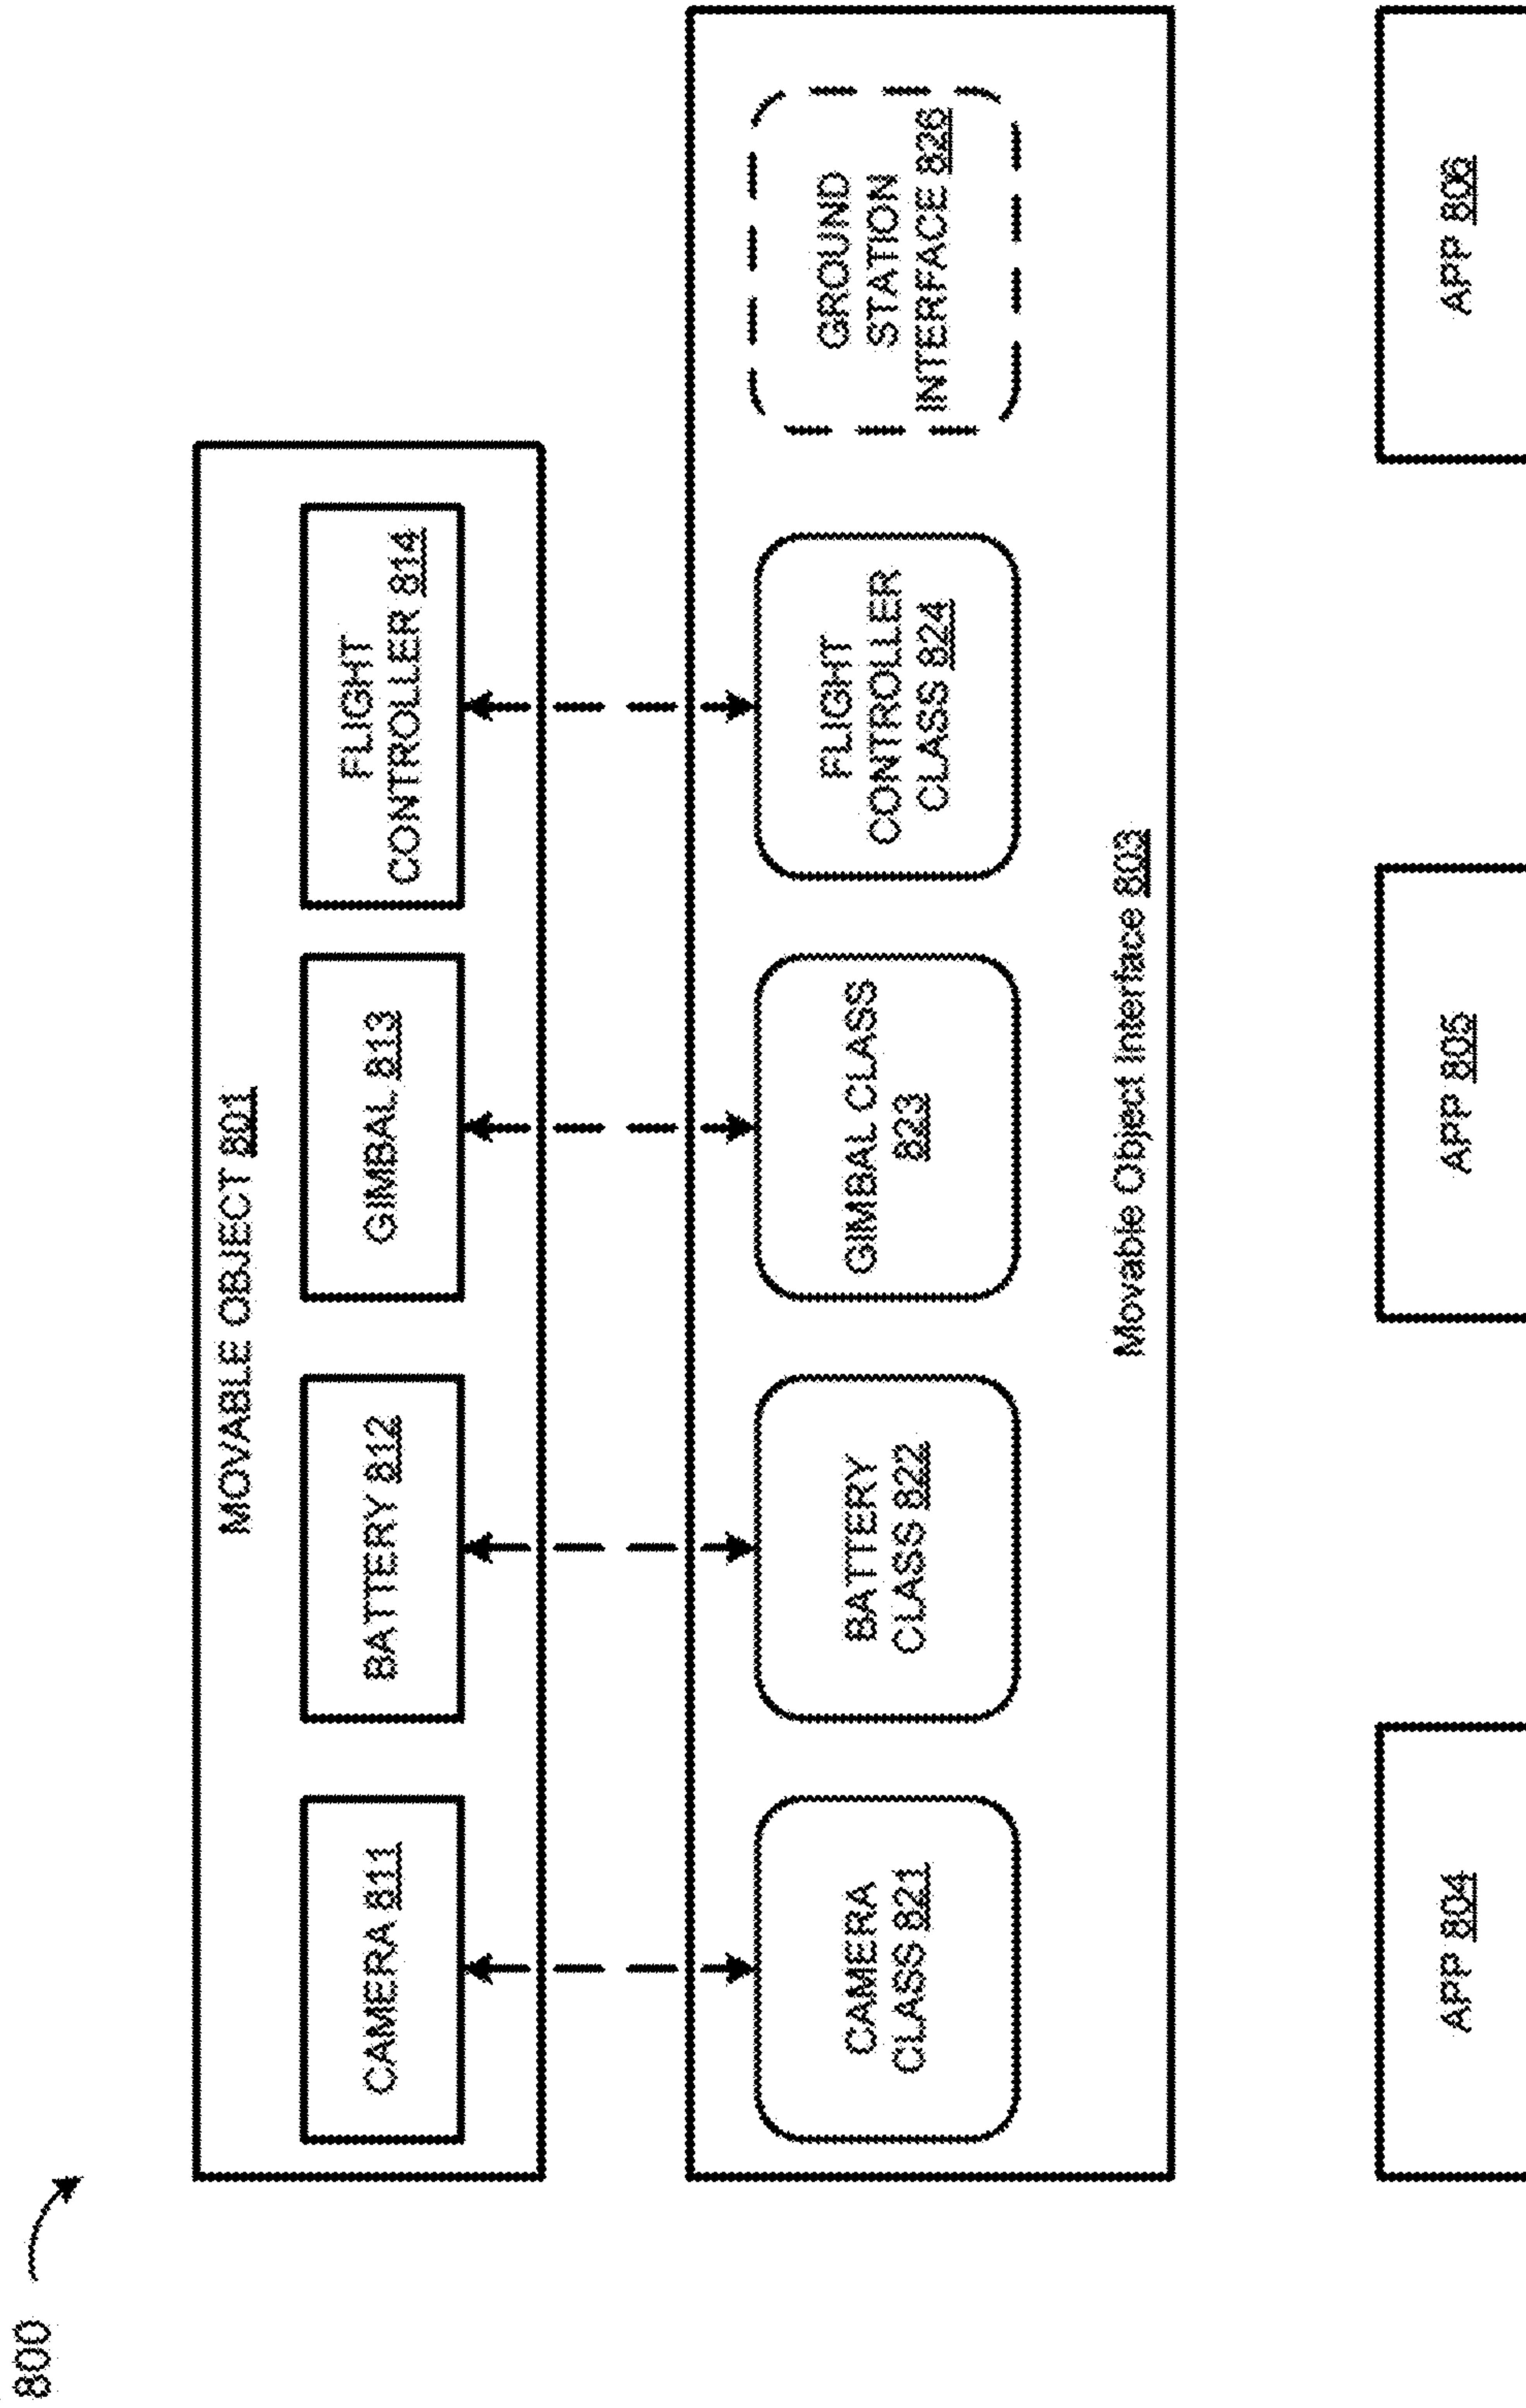 800
MOVABLE OBJECT 801
CAMERA 811
BATTERY 812
GIMBAL 813
FLIGHT
CONTROLLER 814
CAMERA
CLASS 821
BATTERY
CLASS 822
GIMBAL CLASS
823
FLIGHT
CONTROLLER
CLASS 824
GROUND
STATION
INTERFACE 826
Movable Object Interface 803
APP 804
APP 805
APP 806